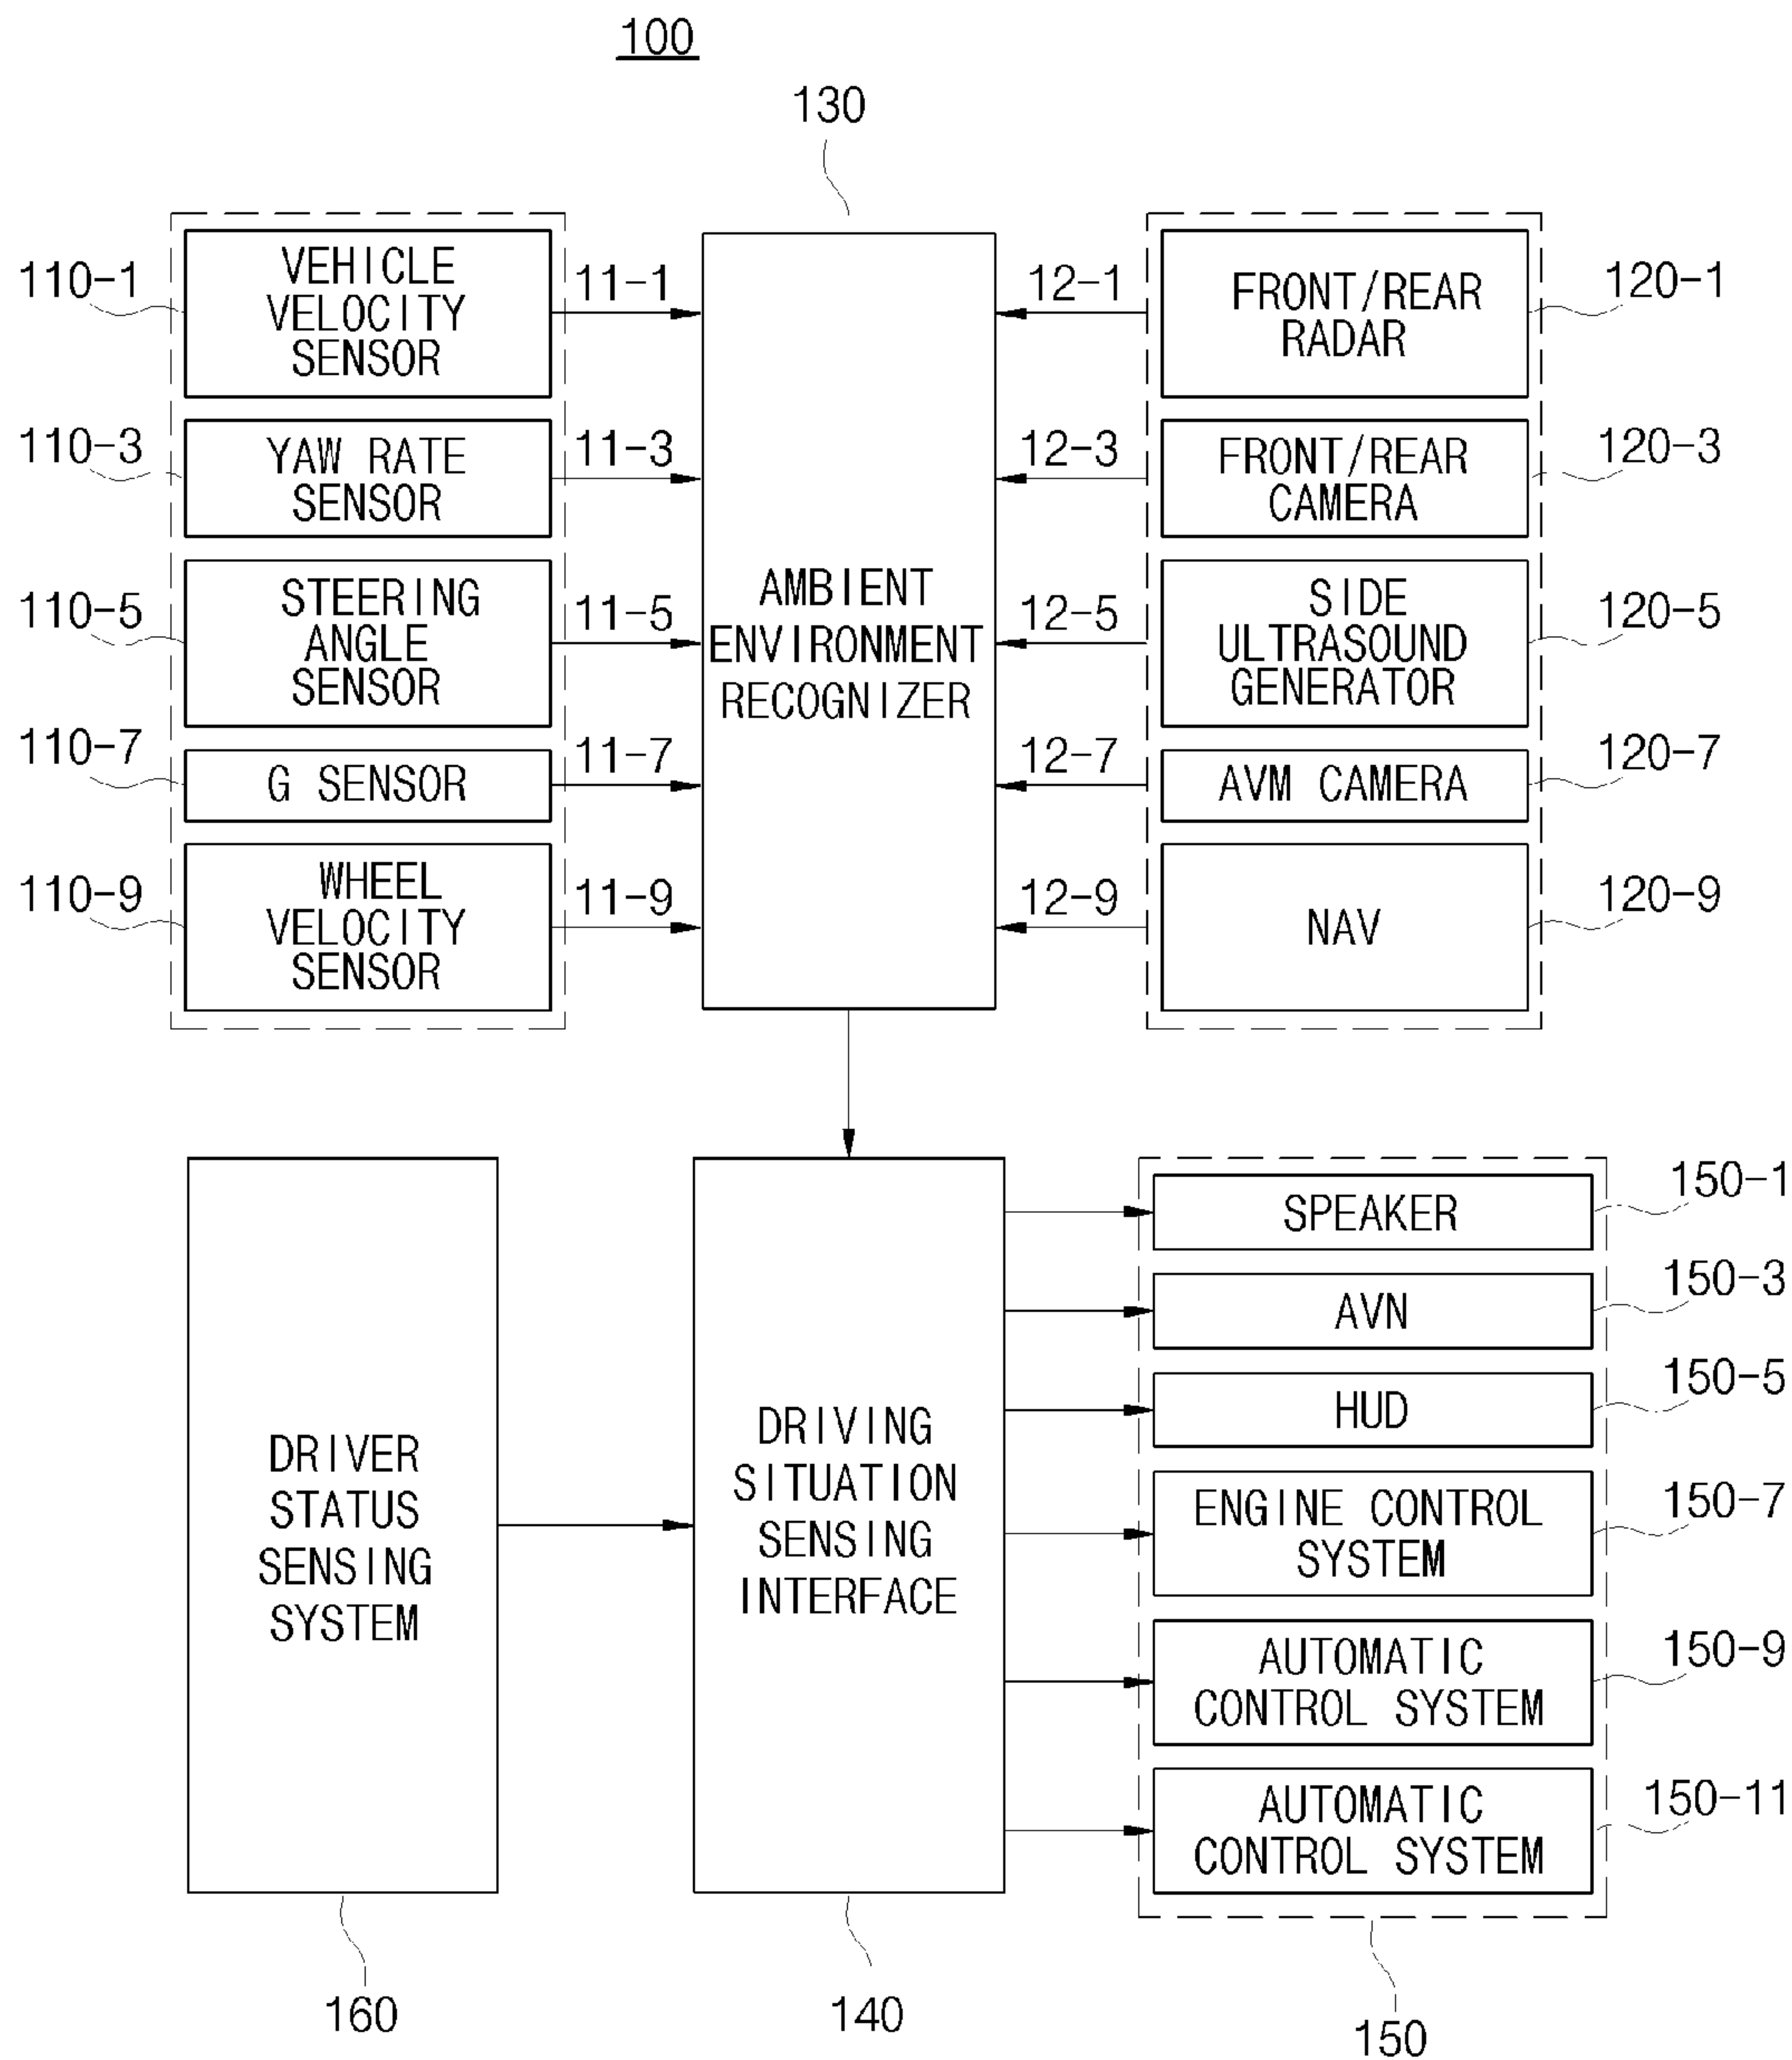 100
130
110-1
VEHICLE
VELOCITY
SENSOR
11-1
12-1
FRONT/REAR
RADAR
120-1
110-3
YAW RATE
SENSOR
11-3
12-3
FRONT/REAR
CAMERA
120-3
110-5
STEERING
ANGLE
SENSOR
11-5
AMBIENT
ENVIRONMENT
RECOGNIZER
12-5
SIDE
ULTRASOUND
GENERATOR
120-5
110-7
G SENSOR
11-7
12-7
AVM CAMERA
120-7
110-9
WHEEL
VELOCITY
SENSOR
11-9
12-9
NAV
120-9
DRIVER
STATUS
SENSING
SYSTEM
DRIVING
SITUATION
SENSING
INTERFACE
SPEAKER
150-1
AVN
150-3
HUD
150-5
ENGINE CONTROL
SYSTEM
150-7
AUTOMATIC
CONTROL SYSTEM
150-9
AUTOMATIC
CONTROL SYSTEM
150-11
160
140
150